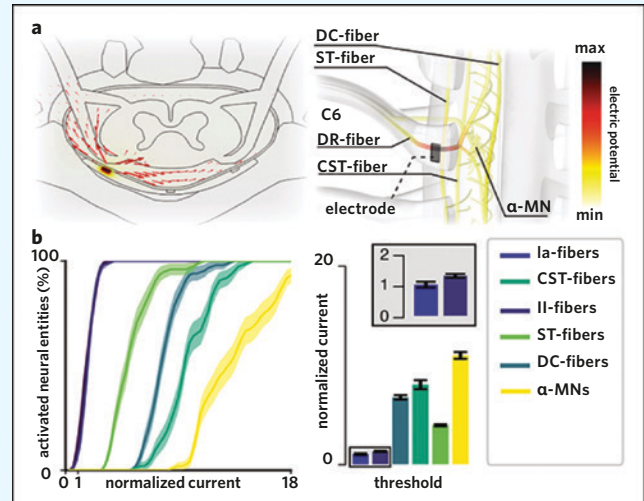 a
DC-fiber
ST-fiber
C6
DR-fiber
CST-fiber
electrode
α-MN
max
electric potential
min
b
activated neural entities (%)
100
0
0 1 normalized current 18
normalized current
20
0
2
1
0
threshold
Ia-fibers
CST-fibers
II-fibers
ST-fibers
DC-fibers
α-MNs